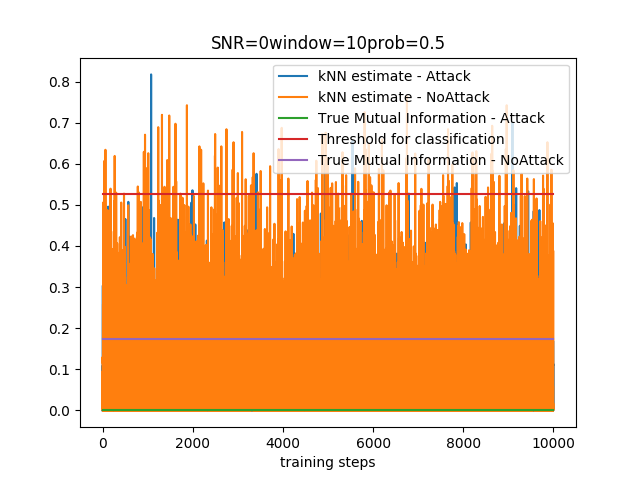 SNR=0window=10prob=0.5
kNN estimate - Attack
kNN estimate - NoAttack
True Mutual Information - Attack
Threshold for classification
True Mutual Information - NoAttack
0.8
0.7
0.6
0.5
0.4
0.3
0.2
0.1
0.0
0 2000 4000 6000 8000 10000
training steps